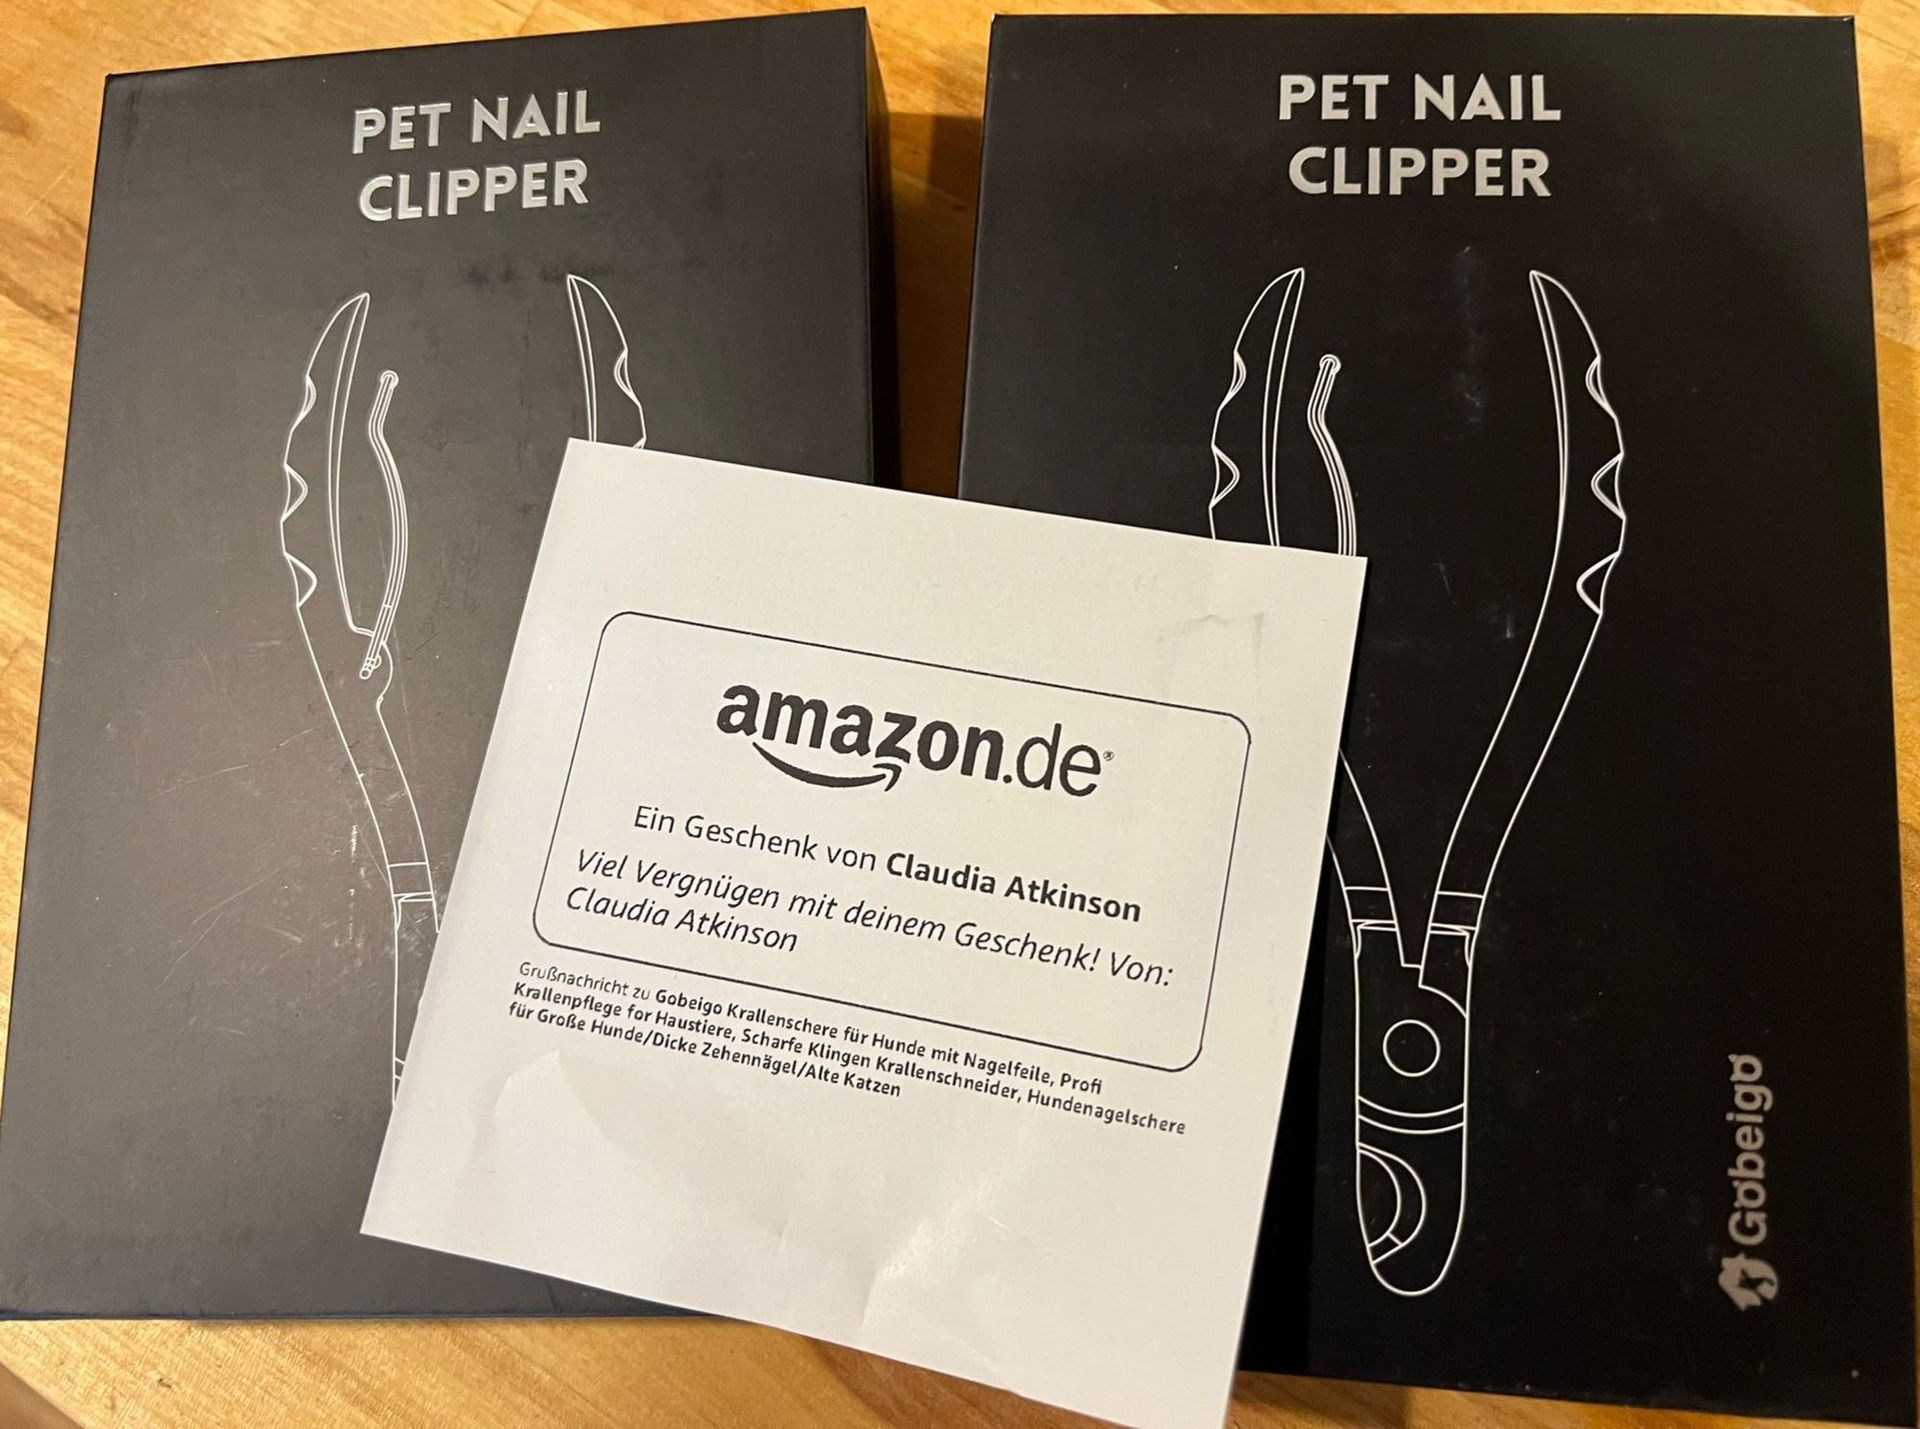 PET NAIL
CLIPPER
PET NAIL
CLIPPER
amazon.de®
Ein Geschenk von Claudia Atkinson
Viel Vergnügen mit deinem Geschenk! Von:
Claudia Atkinson
Grußnachricht zu Gobeigo Krallenschere für Hunde mit Nagelfeile, Profi
Krallenpflege for Haustiere, Scharfe Klingen Krallenschneider, Hundenagelschere
für Große Hunde/Dicke Zehennägel/Alte Katzen
Gobeigo